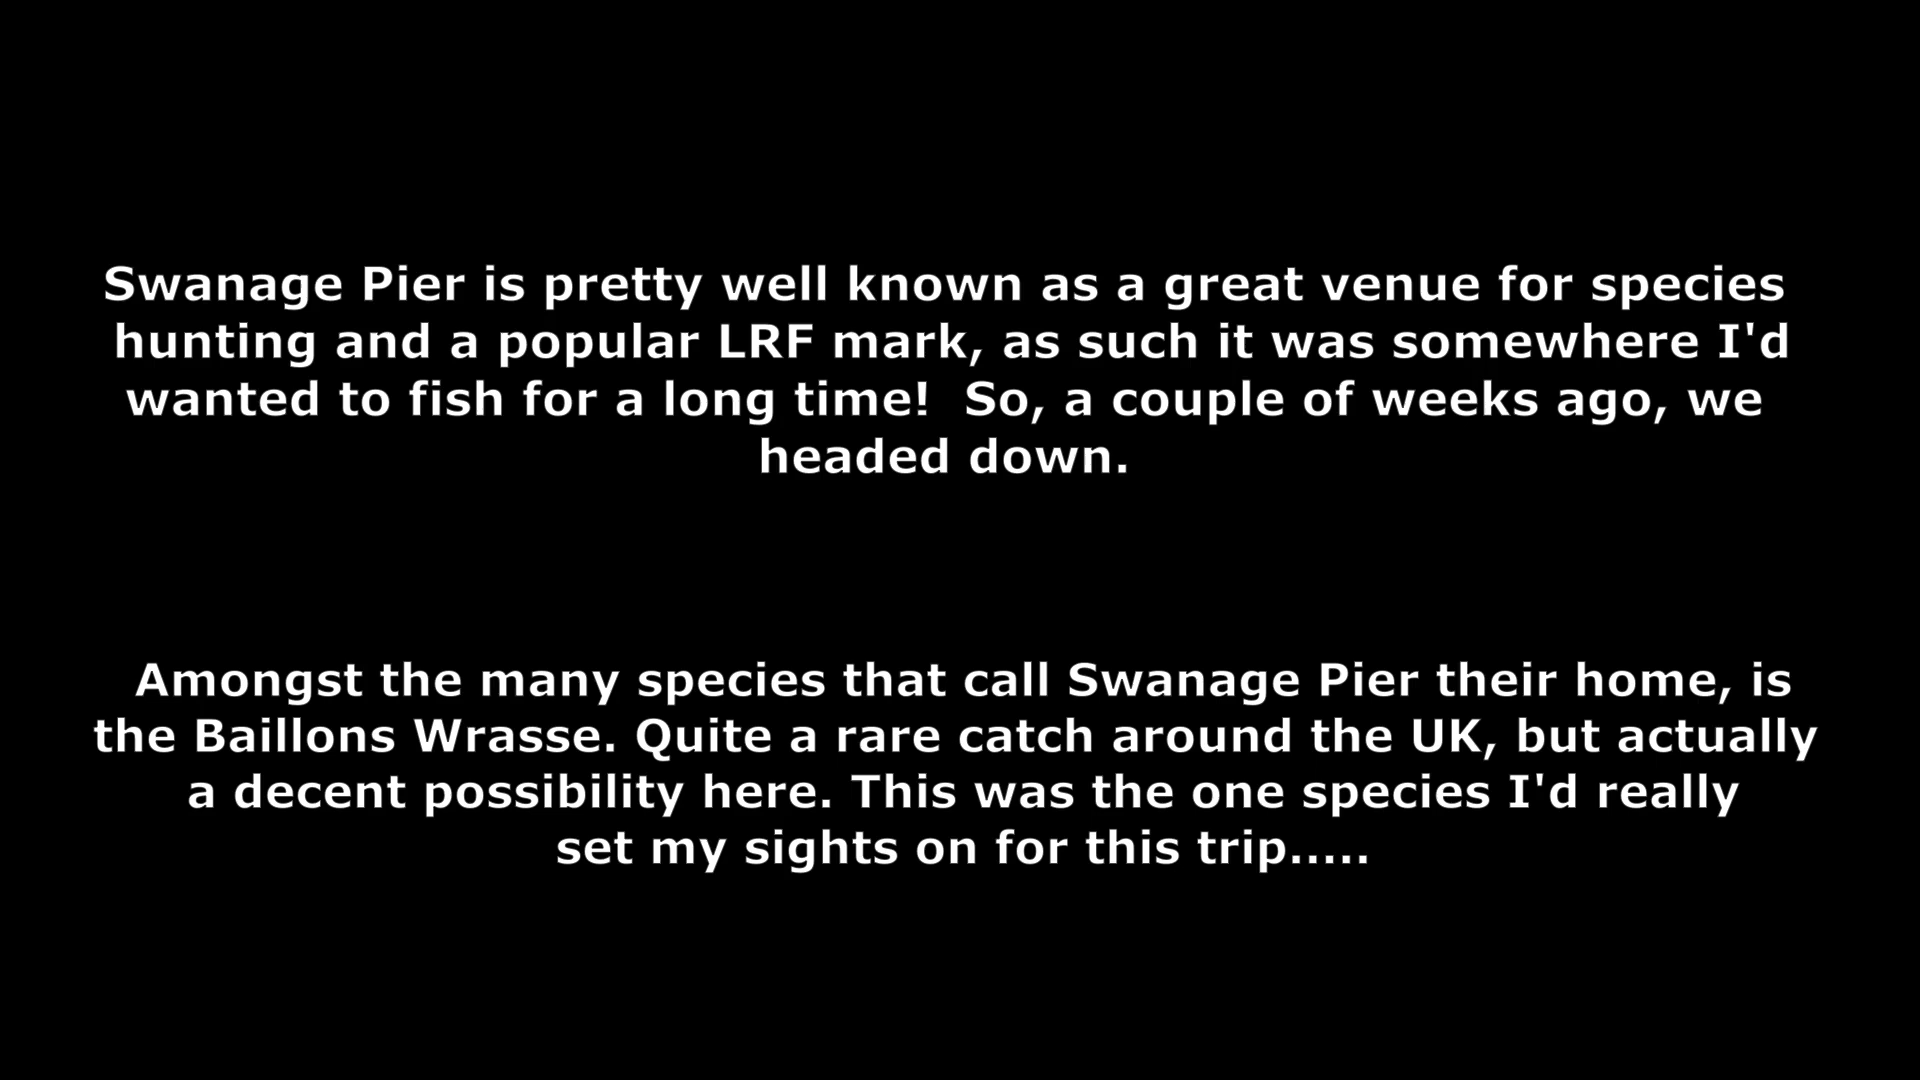 Swanage Pier is pretty well known as a great venue for species
hunting and a popular LRF mark, as such it was somewhere I'd
wanted to fish for a long time!  So, a couple of weeks ago, we
headed down.
Amongst the many species that call Swanage Pier their home, is
the Baillons Wrasse. Quite a rare catch around the UK, but actually
a decent possibility here. This was the one species I'd really
set my sights on for this trip.....